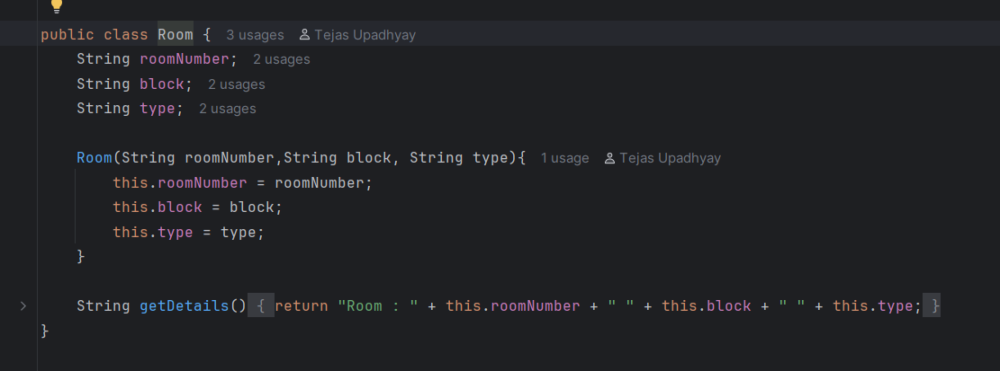 public class Room { 3 usages Tejas Upadhyay
String roomNumber; 2 usages
String block; 2 usages
String type; 2 usages
Room(String roomNumber,String block, String type){ 1 usage Tejas Upadhyay
this.roomNumber = roomNumber;
this.block = block;
this.type = type;
}
String getDetails() { return "Room : " + this.roomNumber + " " + this.block + " " + this.type; }
}